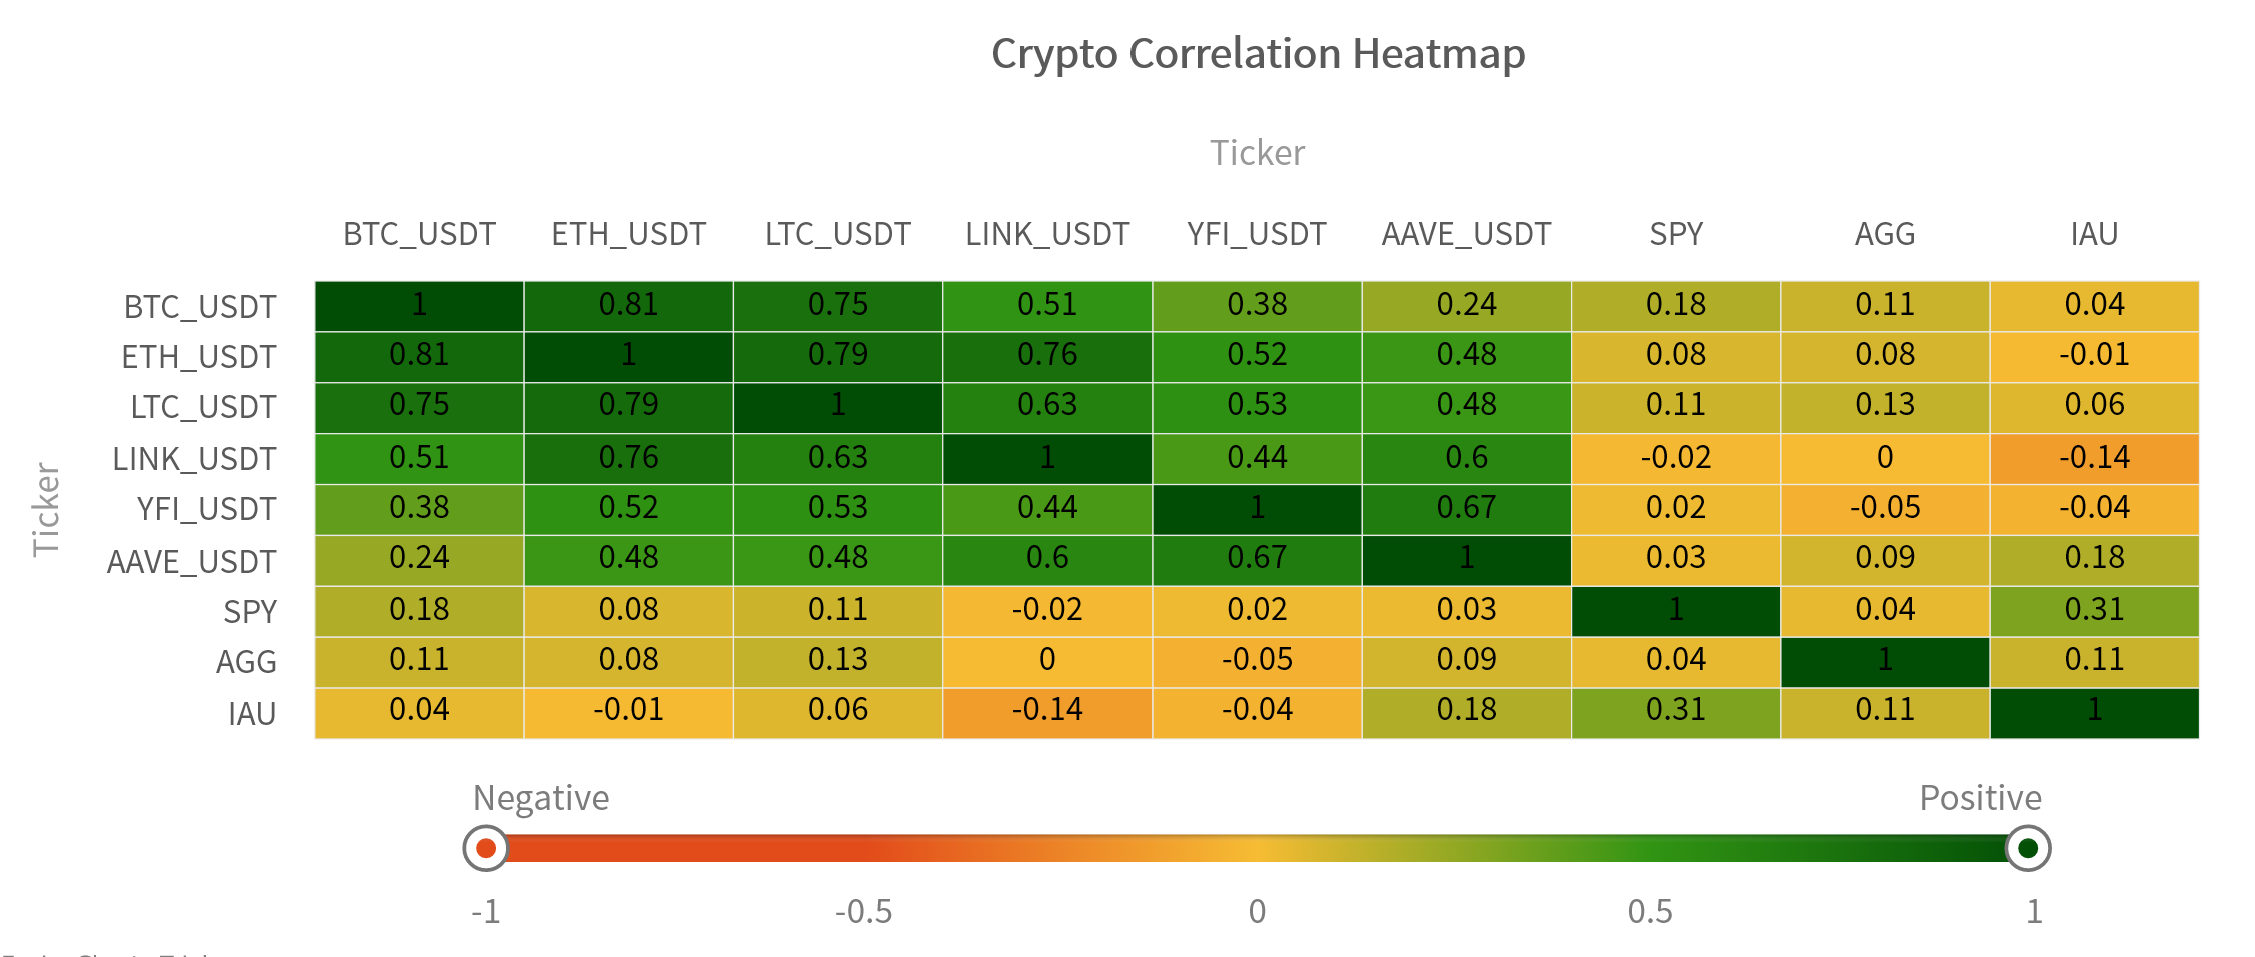 Crypto Correlation Heatmap
Ticker
BTC_USDT ETH_USDT LTC_USDT LINK_USDT YFI_USDT AAVE_USDT SPY AGG IAU
BTC_USDT 1 0.81 0.75 0.51 0.38 0.24 0.18 0.11 0.04
ETH_USDT 0.81 1 0.79 0.76 0.52 0.48 0.08 0.08 -0.01
LTC_USDT 0.75 0.79 1 0.63 0.53 0.48 0.11 0.13 0.06
LINK_USDT 0.51 0.76 0.63 1 0.44 0.6 -0.02 0 -0.14
Ticker
YFI_USDT 0.38 0.52 0.53 0.44 1 0.67 0.02 -0.05 -0.04
AAVE_USDT 0.24 0.48 0.48 0.6 0.67 1 0.03 0.09 0.18
SPY 0.18 0.08 0.11 -0.02 0.02 0.03 1 0.04 0.31
AGG 0.11 0.08 0.13 0 -0.05 0.09 0.04 1 0.11
IAU 0.04 -0.01 0.06 -0.14 -0.04 0.18 0.31 0.11 1
Negative Positive
-1 -0.5 0 0.5 1